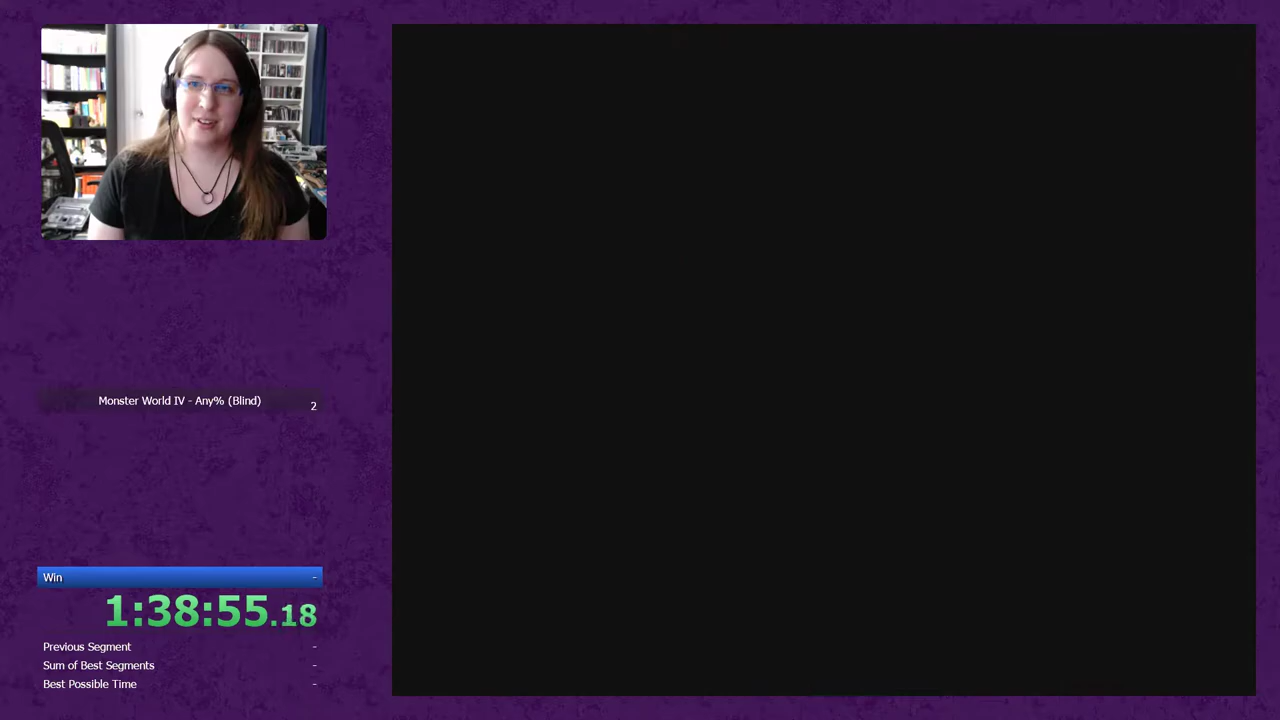 Monster World IV - Any% (Blind)
2
Win -
1:38:55.18
Previous Segment -
Sum of Best Segments -
Best Possible Time -